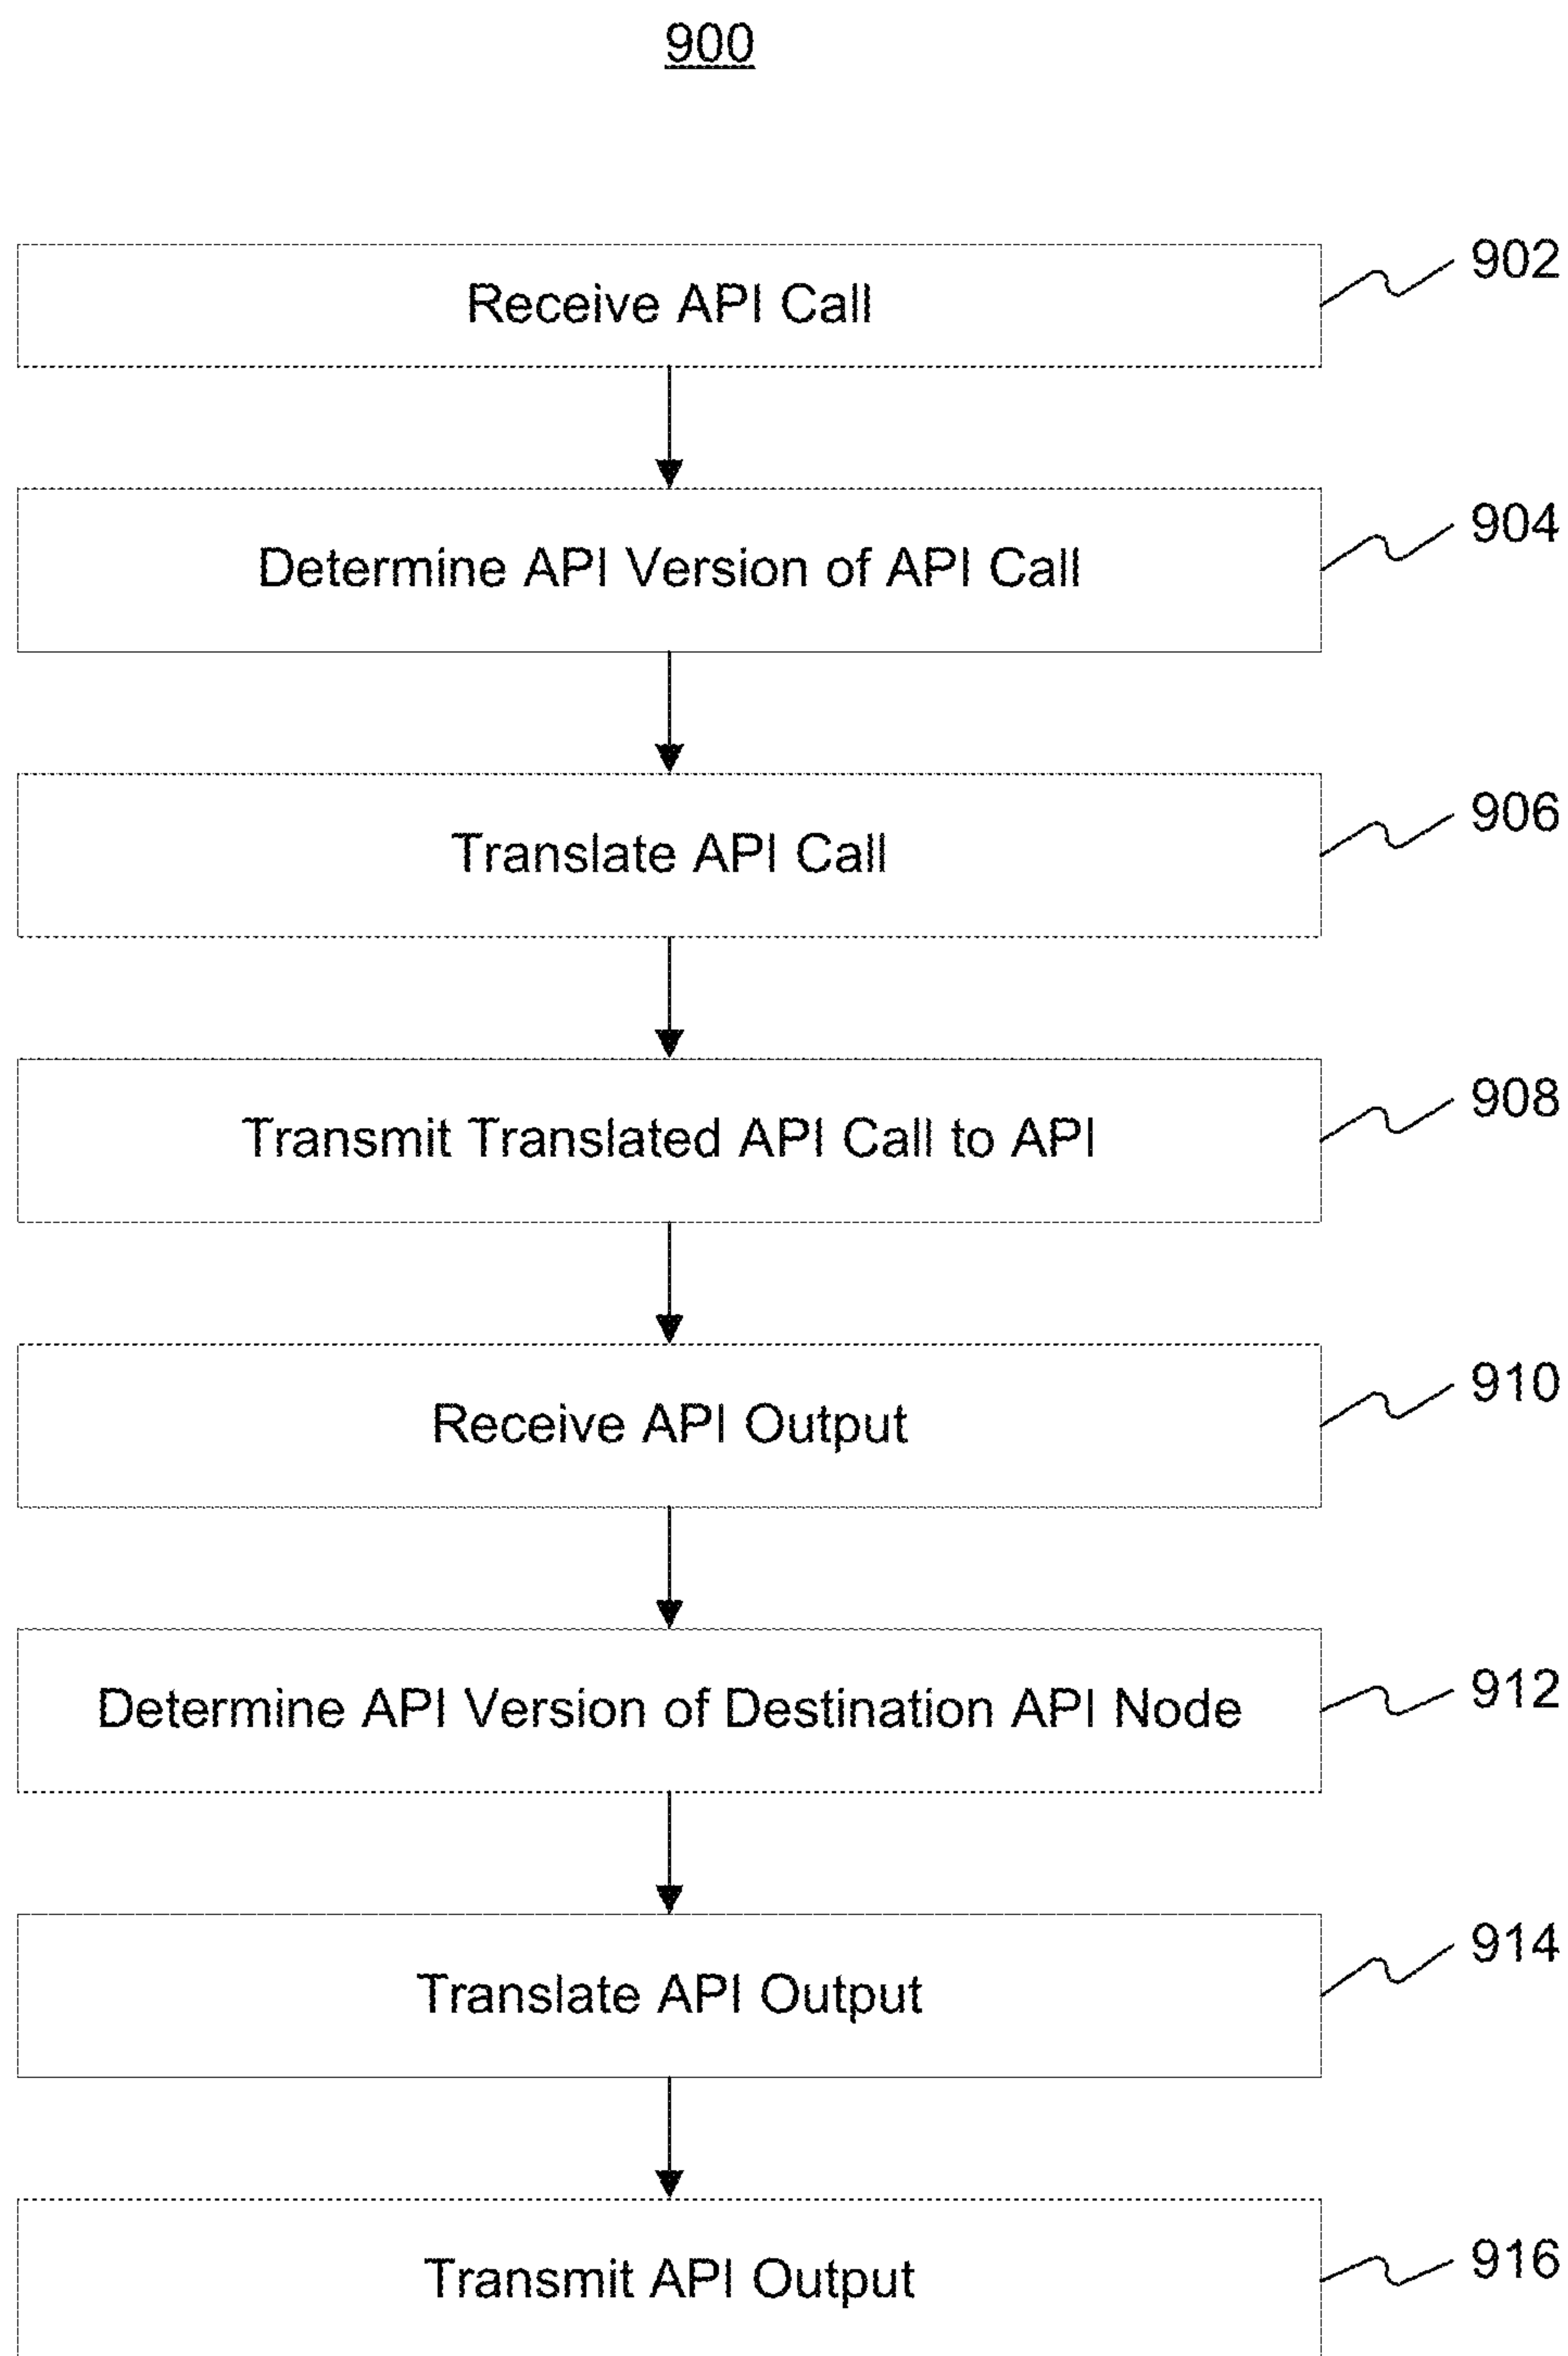 900
Receive API Call
902
Determine API Version of API Call
904
Translate API Call
906
Transmit Translated API Call to API
908
Receive API Output
910
Determine API Version of Destination API Node
912
Translate API Output
914
Transmit API Output
916